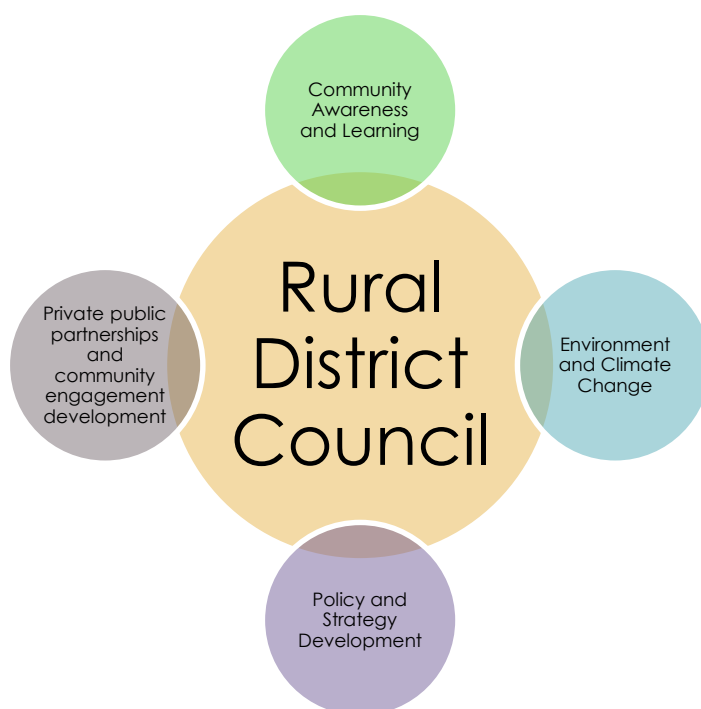 Community
Awareness
and Learning
Rural
District
Council
Private public
partnerships
and
community
engagement
development
Environment
and Climate
Change
Policy and
Strategy
Development